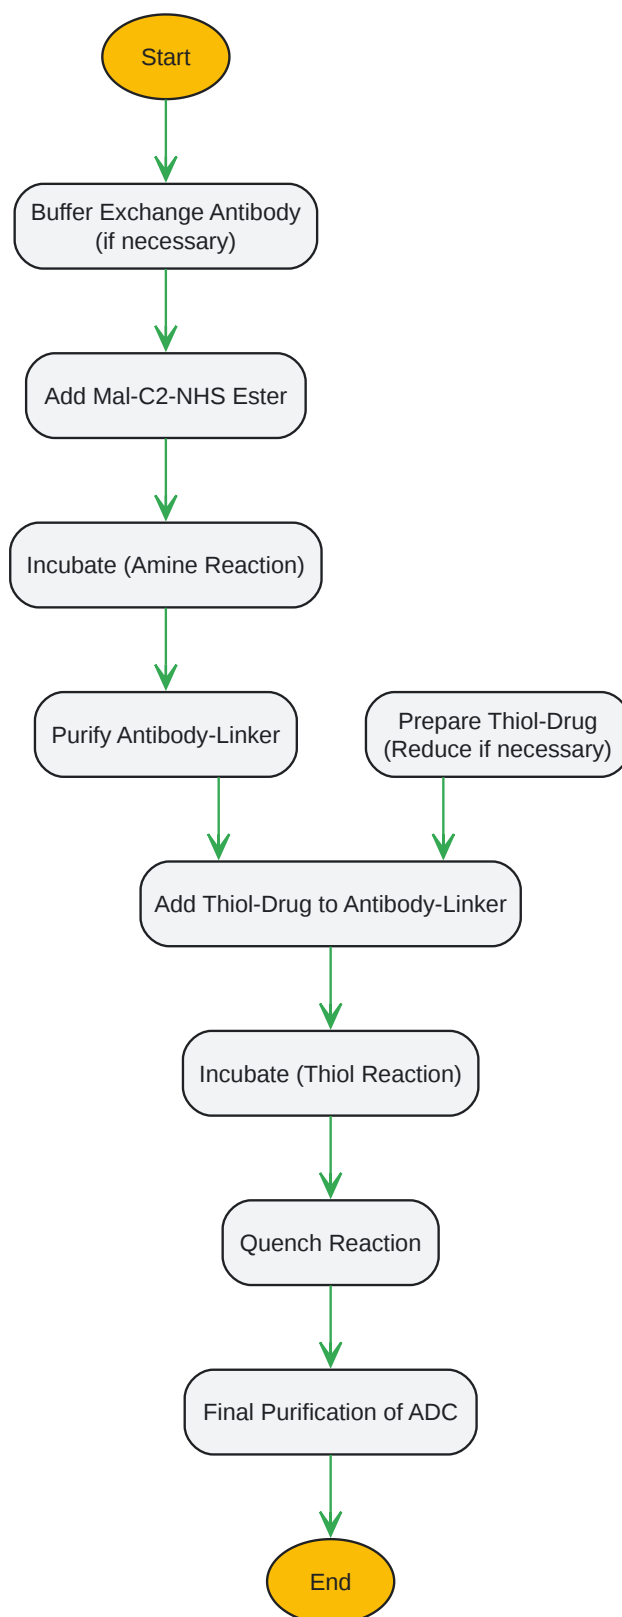 Start
Buffer Exchange Antibody
(if necessary)
Add Mal-C2-NHS Ester
Incubate (Amine Reaction)
Purify Antibody-Linker
Prepare Thiol-Drug
(Reduce if necessary)
Add Thiol-Drug to Antibody-Linker
Incubate (Thiol Reaction)
Quench Reaction
Final Purification of ADC
End